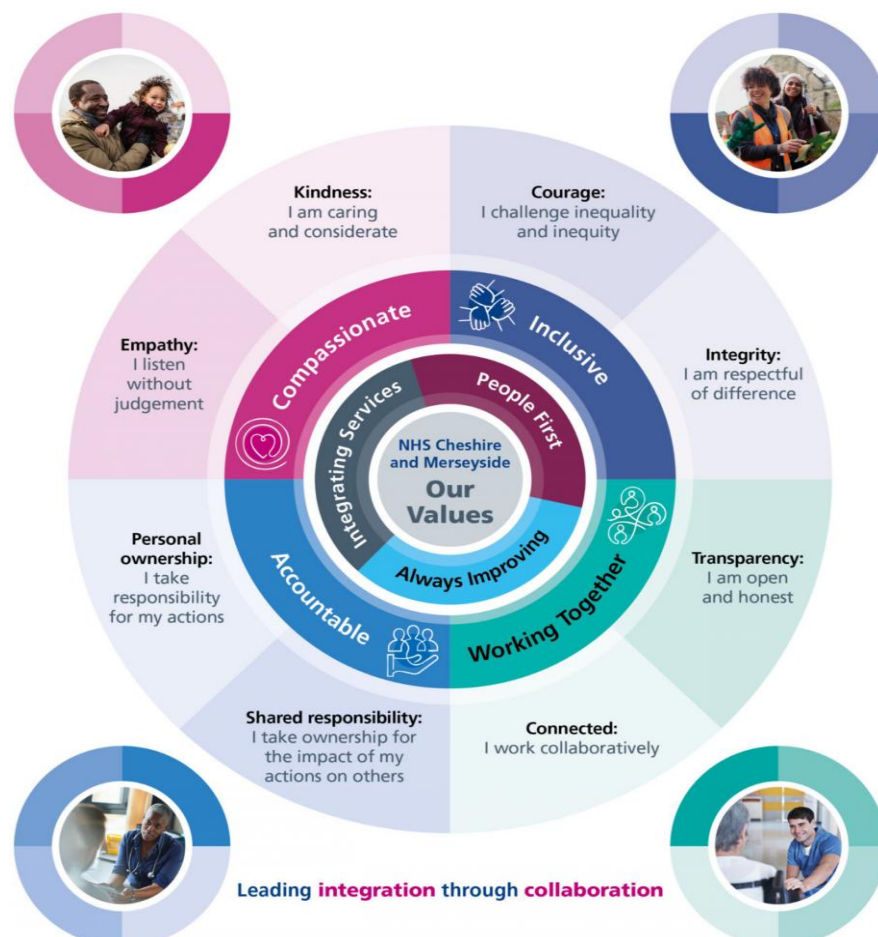 Kindness:
I am caring
and considerate
Courage:
I challenge inequality
and inequity
Empathy:
I listen
without
judgement
Integrity:
I am respectful
of difference
Compassionate
Inclusive
Integrating Services
People First
NHS Cheshire
and Merseyside
Our
Values
Always Improving
Accountable
Working Together
Personal
ownership:
I take
responsibility
for my actions
Transparency:
I am open
and honest
Shared responsibility:
I take ownership for
the impact of my
actions on others
Connected:
I work collaboratively
Leading integration through collaboration